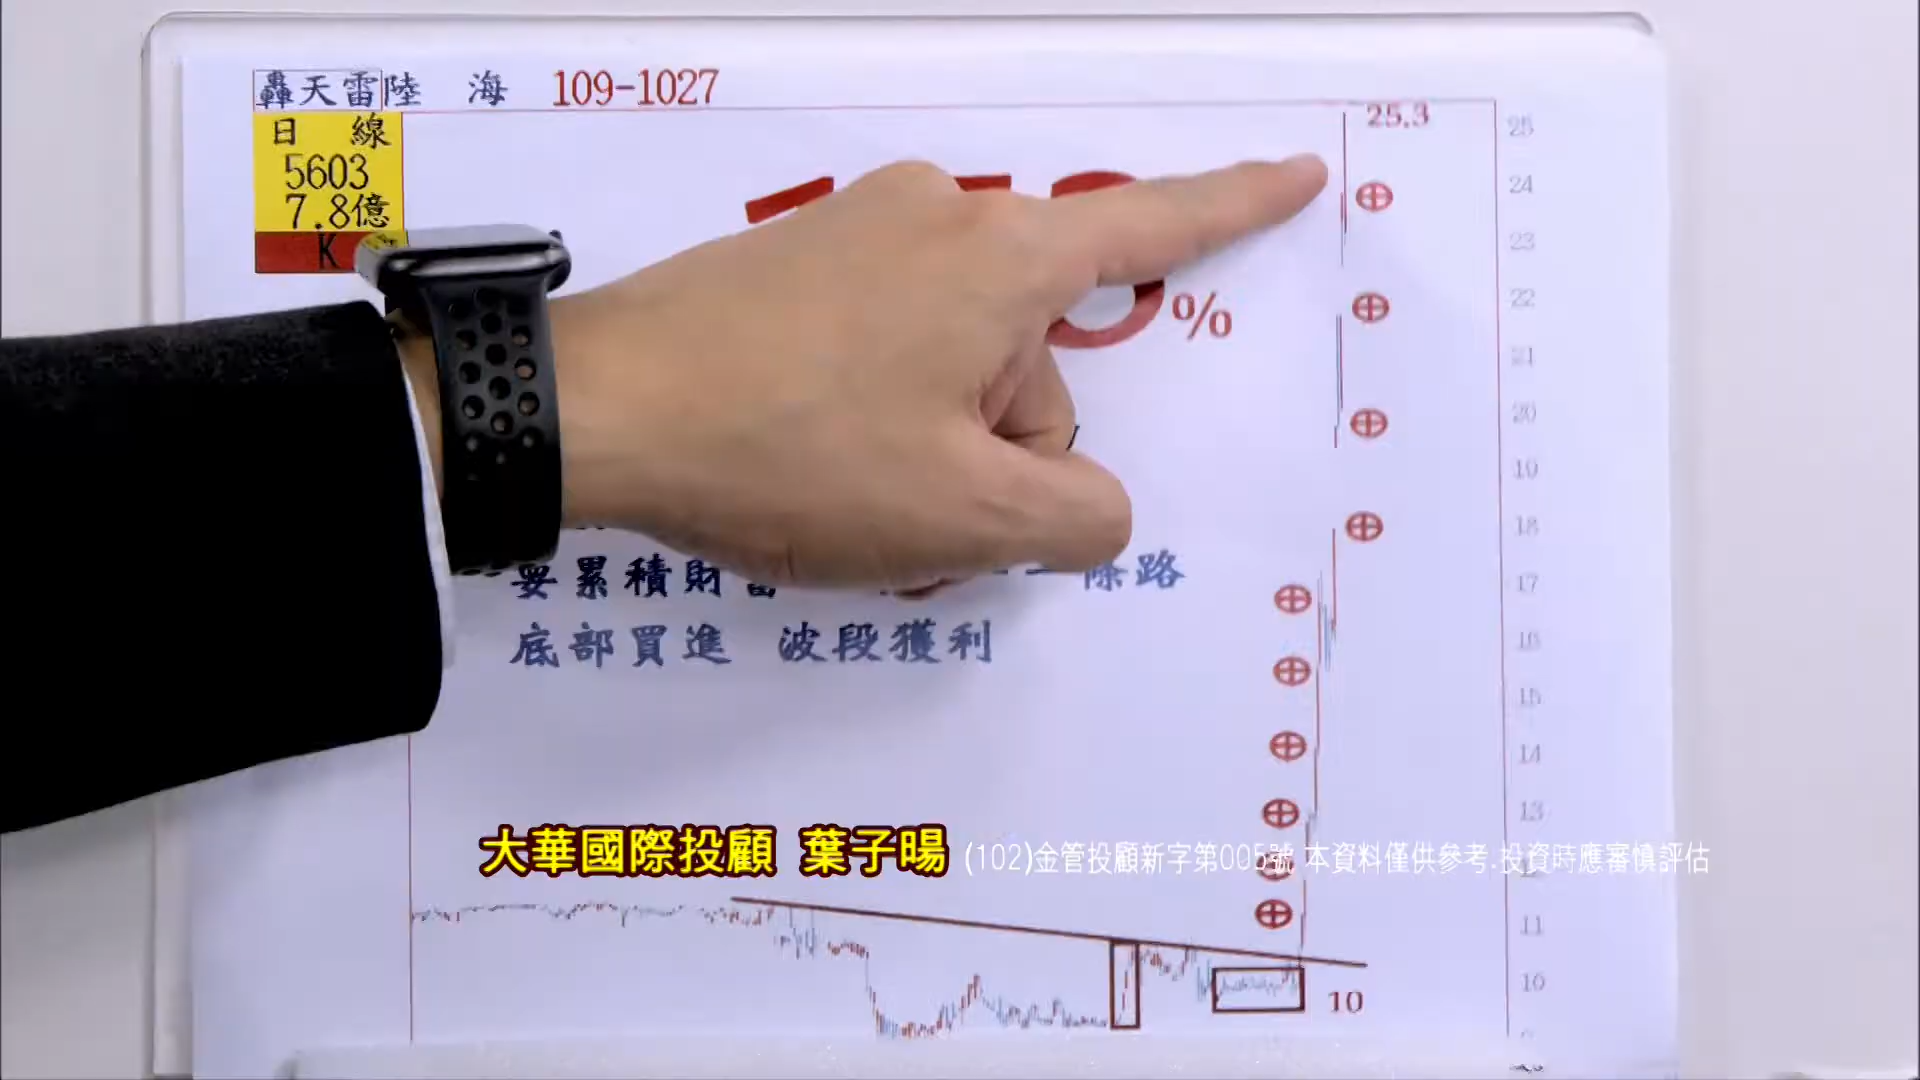 轟天雷陸 海 109-1027
日 線
5603
7.8億
K
25.3
%
要累積財富 一條路
底部買進 波段獲利
大華國際投顧 葉子暘 (102)金管投顧新字第005號 本資料僅供參考.投資時應審慎評估
10
25
24
23
22
21
20
19
18
17
16
15
14
13
12
11
10